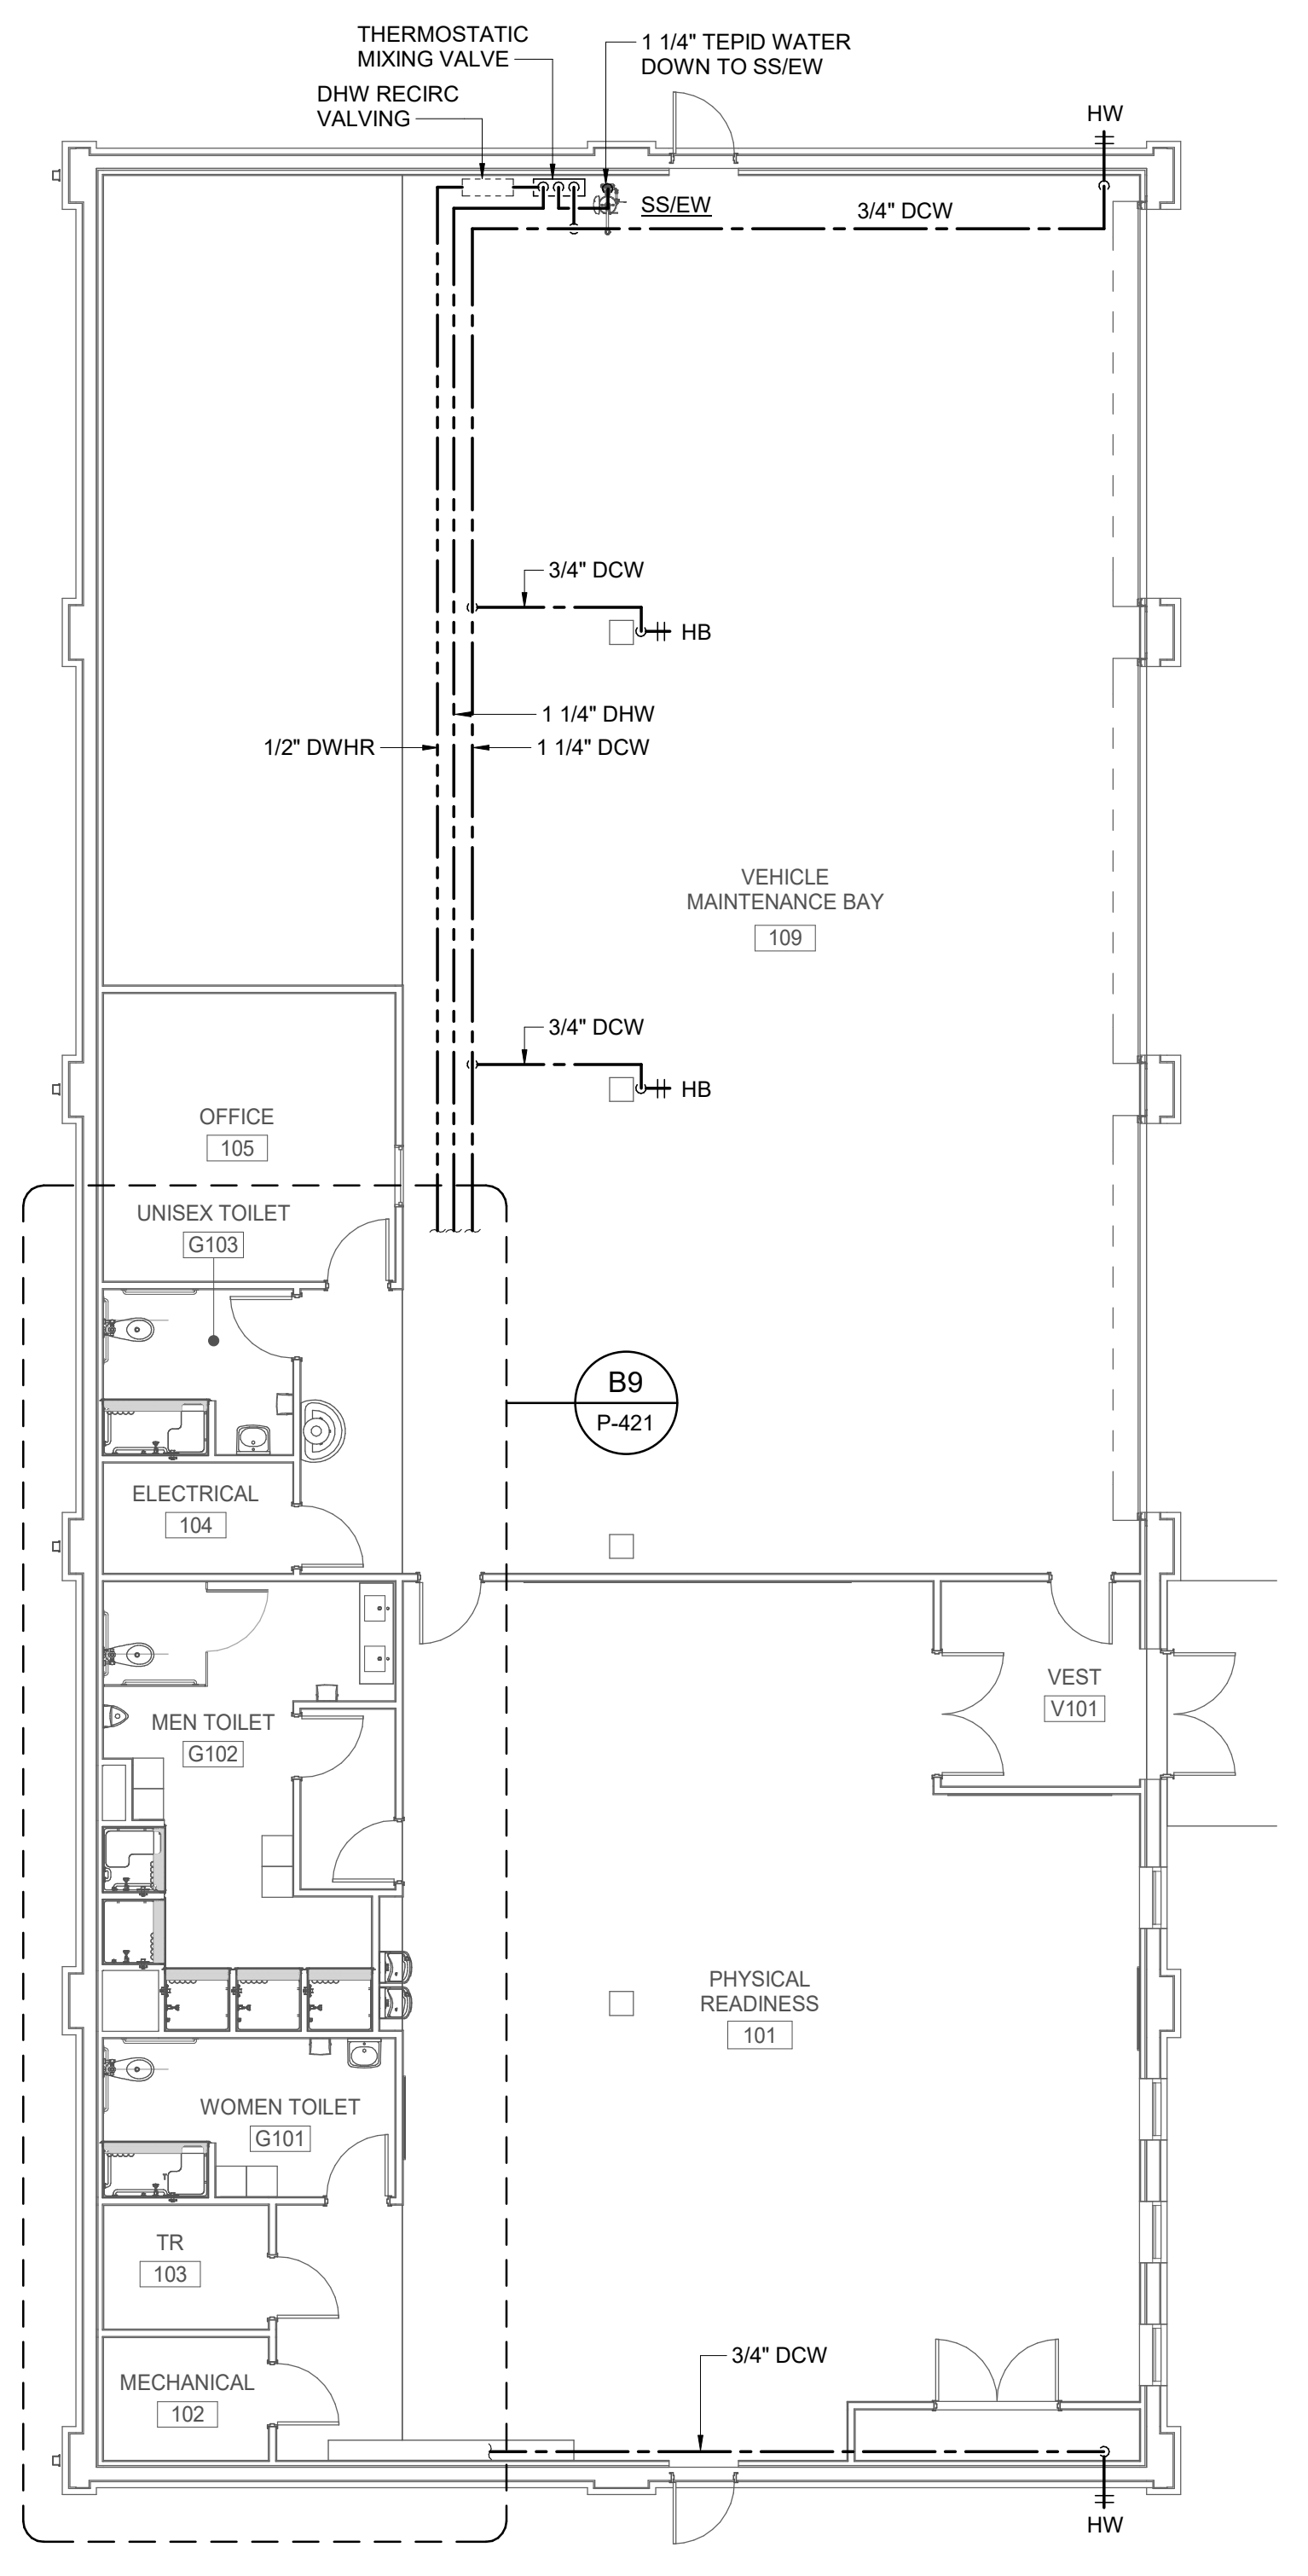 THERMOSTATIC
MIXING VALVE
1 1/4" TEPID WATER
DOWN TO SS/EW
DHW RECIRC
VALVING
HW
SS/EW
3/4" DCW
3/4" DCW
HB
1 1/4" DHW
1/2" DWHR
1 1/4" DCW
VEHICLE
MAINTENANCE BAY
109
3/4" DCW
HB
OFFICE
105
UNISEX TOILET
G103
B9
P-421
ELECTRICAL
104
VEST
V101
MEN TOILET
G102
PHYSICAL
READINESS
101
WOMEN TOILET
G101
TR
103
3/4" DCW
MECHANICAL
102
HW